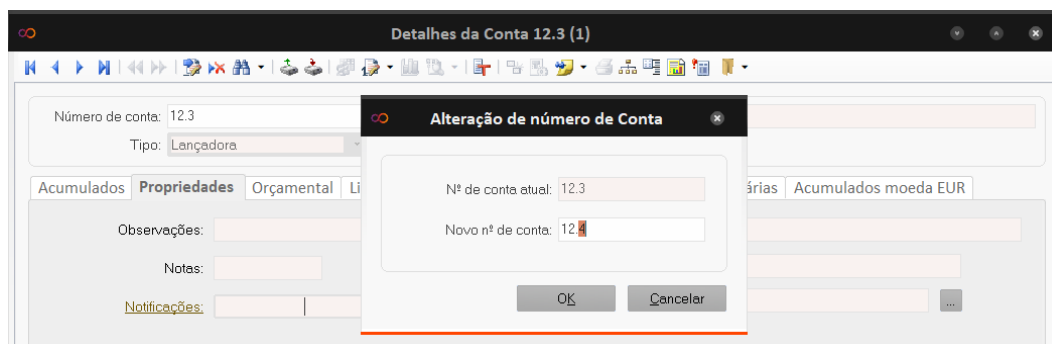 Detalhes da Conta 12.3 (1)
Número de conta: 12.3
Tipo: Lançadora
Acumulados Propriedades Orçamental Li
árias Acumulados moeda EUR
Observações:
Notas:
Notificações:
...
Alteração de número de Conta
Nº de conta atual: 12.3
Novo nº de conta: 12.4
OK Cancelar